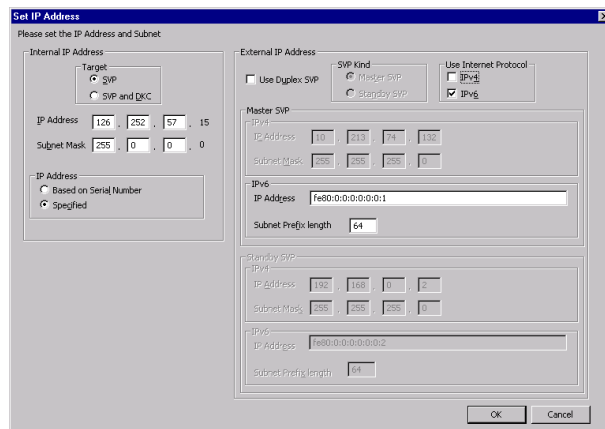 Set IP Address
Please set the IP Address and Subnet
Internal IP Address
Target
SVP
SVP and DKC
IP Address 126 . 252 . 57 . 15
Subnet Mask 255 . 0 . 0 . 0
IP Address
Based on Serial Number
Specified
External IP Address
Use Duplex SVP
SVP Kind
Master SVP
Standby SVP
Use Internet Protocol
IPv4
IPv6
Master SVP
IPv4
IP Address 10 . 213 . 74 . 132
Subnet Mask 255 . 255 . 255 . 0
IPv6
IP Address fe80:0:0:0:0:0:0:1
Subnet Prefix length 64
Standby SVP
IPv4
IP Address 192 . 168 . 0 . 2
Subnet Mask 255 . 255 . 255 . 0
IPv6
IP Address fe80:0:0:0:0:0:0:2
Subnet Prefix length 64
OK Cancel